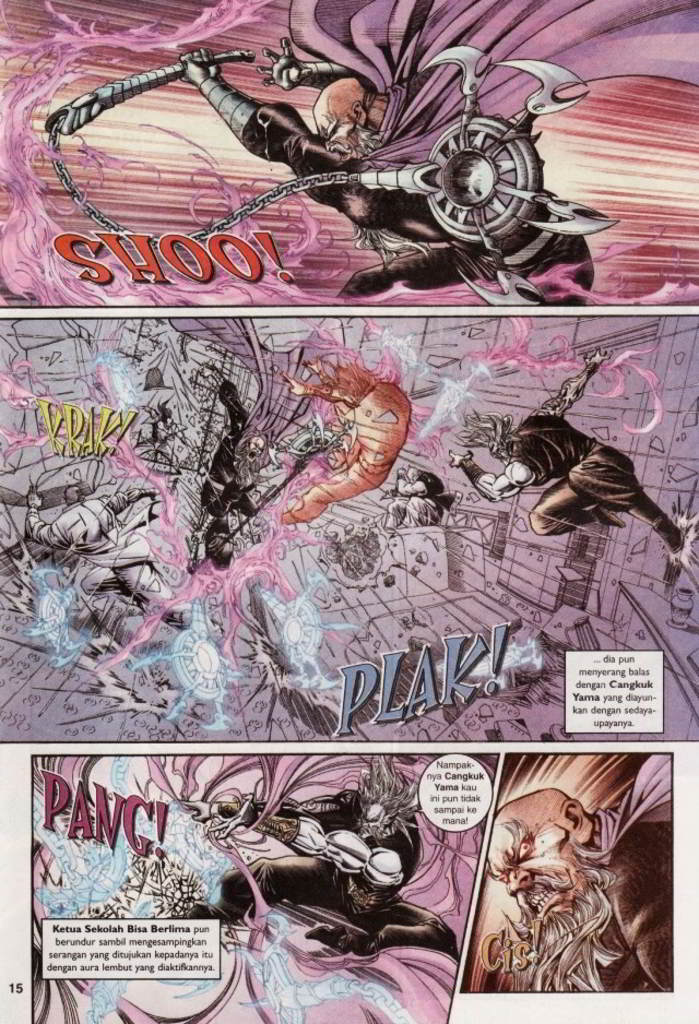 SHOO!
KRAK!
PLAK!
... dia pun
menyerang balas
dengan Cangkuk
Yama yang diayun-
kan dengan sedaya-
upayanya.
PANG!
Nampak-
nya Cangkuk
Yama kau
ini pun tidak
sampai ke
mana!
Ketua Sekolah Bisa Berlima pun
berundur sambil mengesampingkan
serangan yang ditujukan kepadanya itu
dengan aura lembut yang diaktifkannya.
Cis!
15